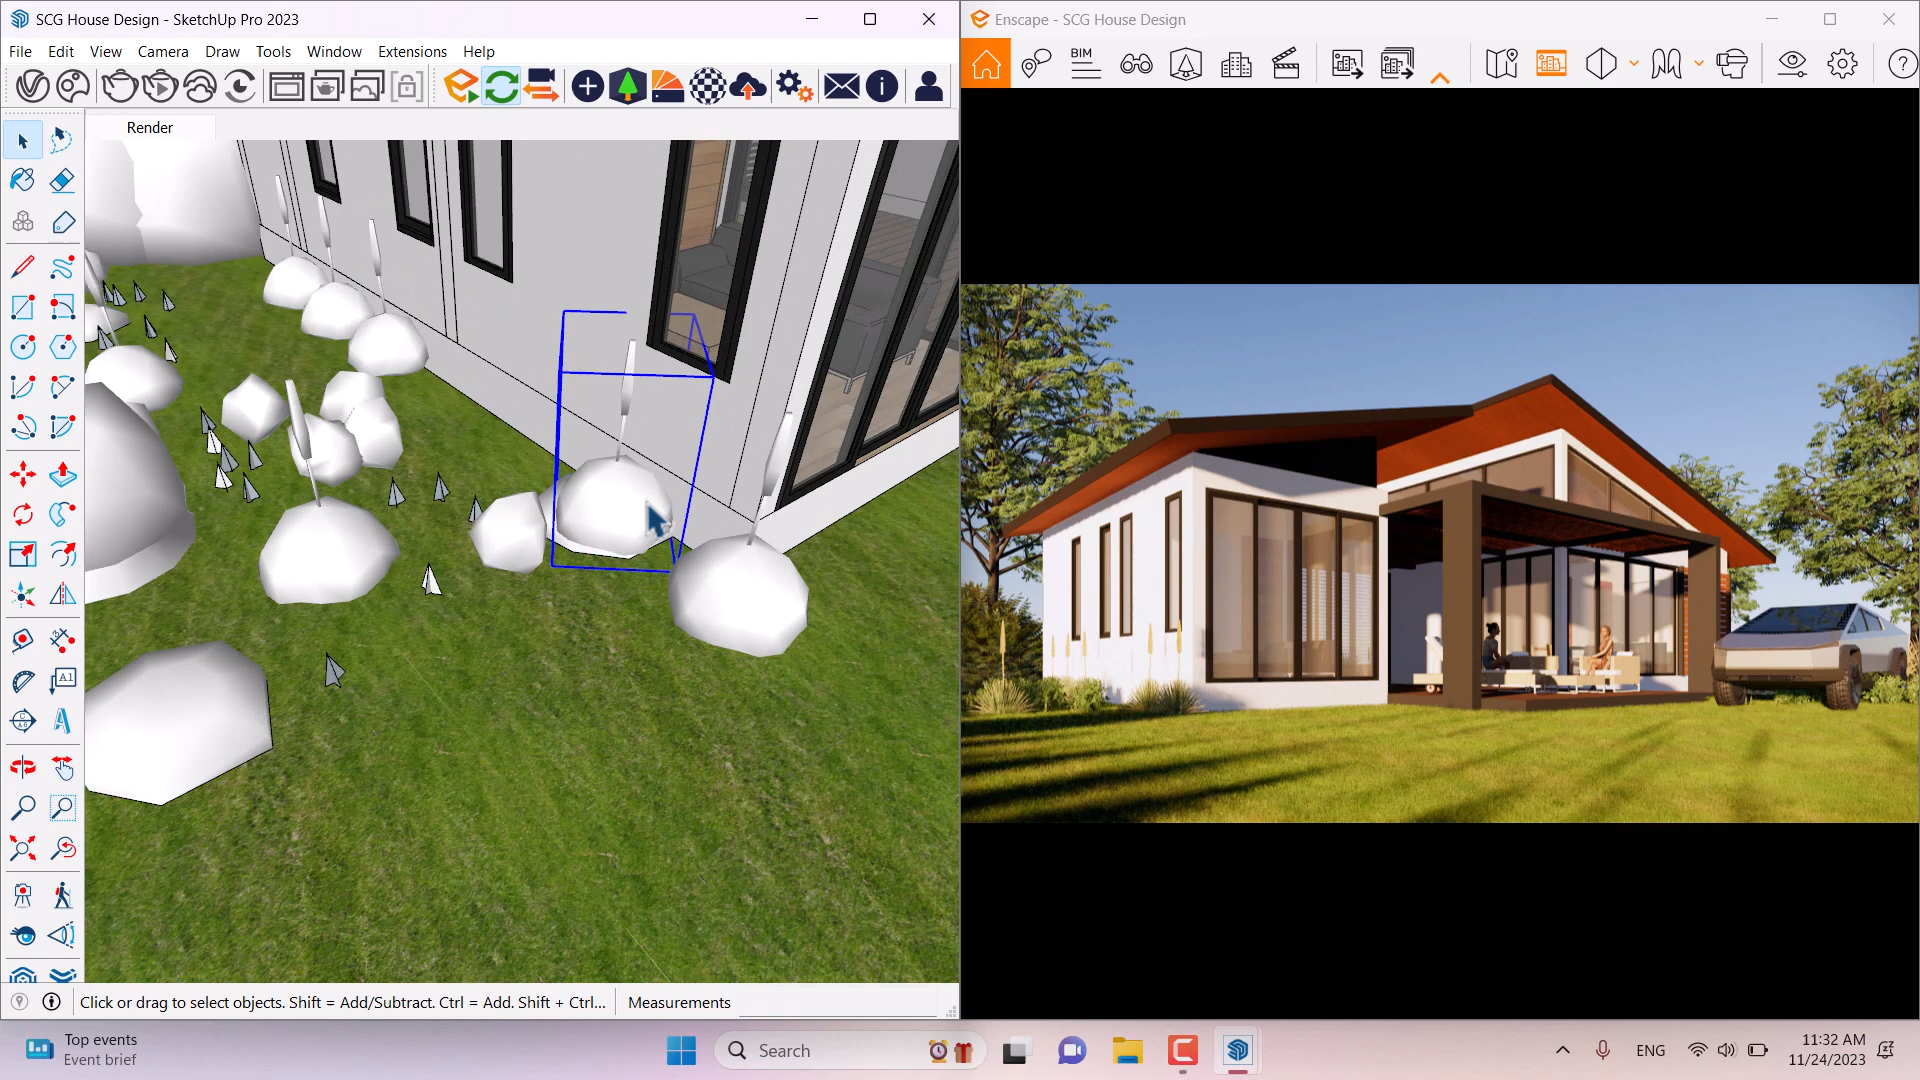 SCG House Design - SketchUp Pro 2023
File Edit View Camera Draw Tools Window Extensions Help
Render
Enscape - SCG House Design
BIM
A1
A
Click or drag to select objects. Shift = Add/Subtract. Ctrl = Add. Shift + Ctrl... Measurements
Top events
Event brief
Search
ENG
11:32 AM
11/24/2023